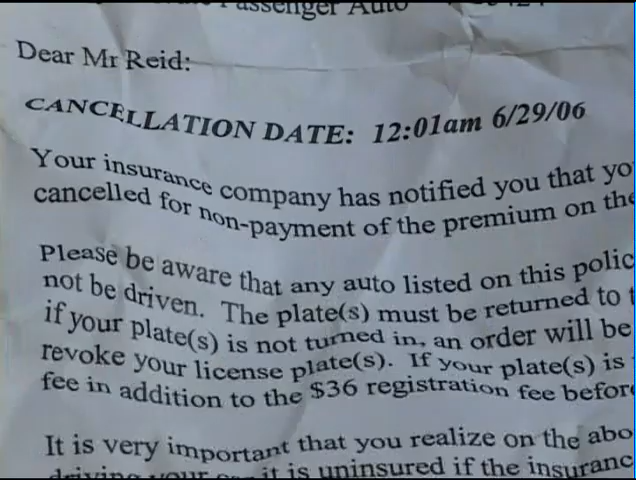 Passenger Auto
Dear Mr Reid:
CANCELLATION DATE: 12:01am 6/29/06
Your insurance company has notified you that yo
cancelled for non-payment of the premium on the
Please be aware that any auto listed on this polic
not be driven. The plate(s) must be returned to t
if your plate(s) is not turned in, an order will be
revoke your license plate(s). If your plate(s) is
fee in addition to the $36 registration fee before
It is very important that you realize on the abo
driving your it is uninsured if the insuranc